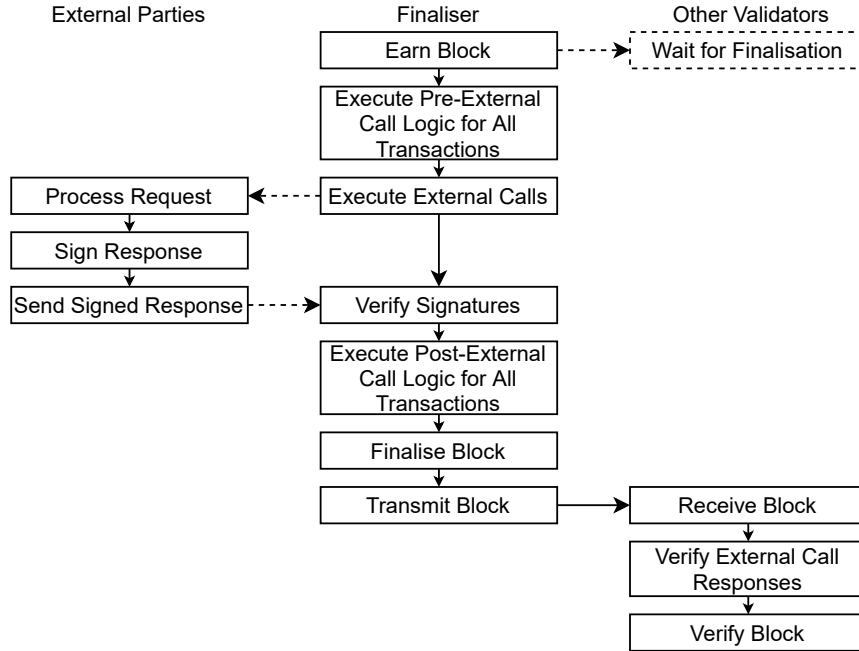 External Parties
Finaliser
Other Validators
Earn Block
Wait for Finalisation
Execute Pre-External
Call Logic for All
Transactions
Process Request
Execute External Calls
Sign Response
Send Signed Response
Verify Signatures
Execute Post-External
Call Logic for All
Transactions
Finalise Block
Transmit Block
Receive Block
Verify External Call
Responses
Verify Block